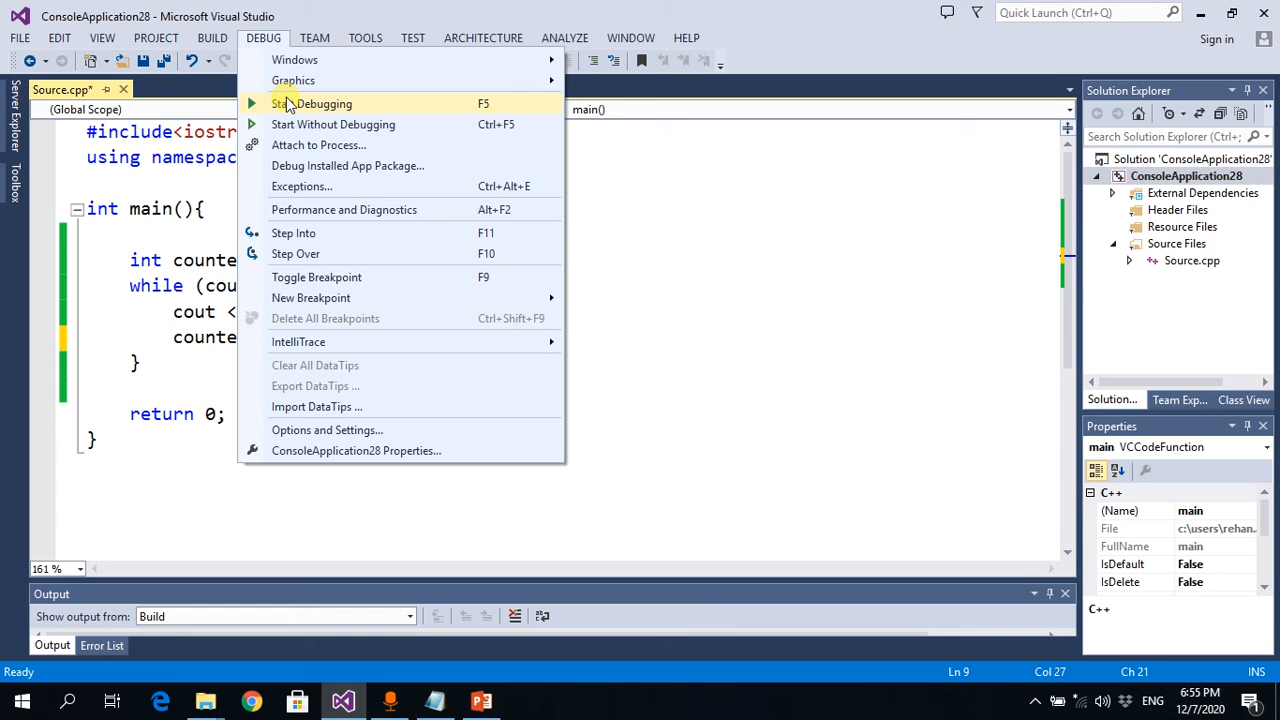 ConsoleApplication28 - Microsoft Visual Studio
Quick Launch (Ctrl+Q)
FILE EDIT VIEW PROJECT BUILD DEBUG TEAM TOOLS TEST ARCHITECTURE ANALYZE WINDOW HELP
Sign in
Source.cpp*
(Global Scope)
main()
Server Explorer
Toolbox
#include<iostr
using namespac
int main(){
int counte
while (cou
cout <
counte
}
return 0;
}
161 %
Windows
Graphics
Start Debugging F5
Start Without Debugging Ctrl+F5
Attach to Process...
Debug Installed App Package...
Exceptions... Ctrl+Alt+E
Performance and Diagnostics Alt+F2
Step Into F11
Step Over F10
Toggle Breakpoint F9
New Breakpoint
Delete All Breakpoints Ctrl+Shift+F9
IntelliTrace
Clear All DataTips
Export DataTips ...
Import DataTips ...
Options and Settings...
ConsoleApplication28 Properties...
Solution Explorer
Search Solution Explorer
Solution 'ConsoleApplication28'
ConsoleApplication28
External Dependencies
Header Files
Resource Files
Source Files
Source.cpp
Solution... Team Exp... Class View
Properties
main VCCodeFunction
C++
(Name) main
File c:\users\rehan.
FullName main
IsDefault False
IsDelete False
C++
Output
Show output from: Build
Output Error List
Ready Ln 9 Col 27 Ch 21 INS
ENG
6:55 PM
12/7/2020
1